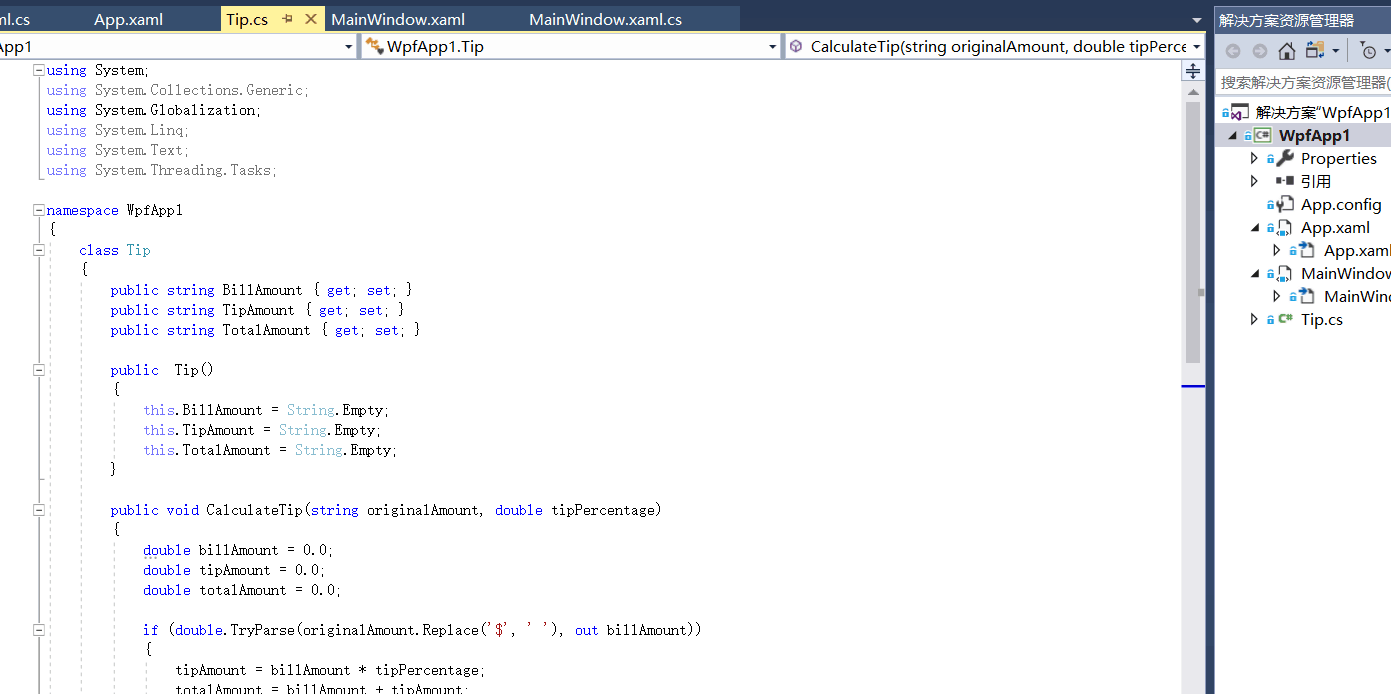 ml.cs App.xaml Tip.cs MainWindow.xaml MainWindow.xaml.cs
App1 WpfApp1.Tip CalculateTip(string originalAmount, double tipPerce
using System;
using System.Collections.Generic;
using System.Globalization;
using System.Linq;
using System.Text;
using System.Threading.Tasks;
namespace WpfApp1
{
class Tip
{
public string BillAmount { get; set; }
public string TipAmount { get; set; }
public string TotalAmount { get; set; }
public  Tip()
{
this.BillAmount = String.Empty;
this.TipAmount = String.Empty;
this.TotalAmount = String.Empty;
}
public void CalculateTip(string originalAmount, double tipPercentage)
{
double billAmount = 0.0;
double tipAmount = 0.0;
double totalAmount = 0.0;
if (double.TryParse(originalAmount.Replace('$', ' '), out billAmount))
{
tipAmount = billAmount * tipPercentage;
totalAmount = billAmount + tipAmount;
解决方案资源管理器
搜索解决方案资源管理器(
解决方案"WpfApp1
C# WpfApp1
Properties
引用
App.config
App.xaml
App.xaml
MainWindow
MainWind
C# Tip.cs